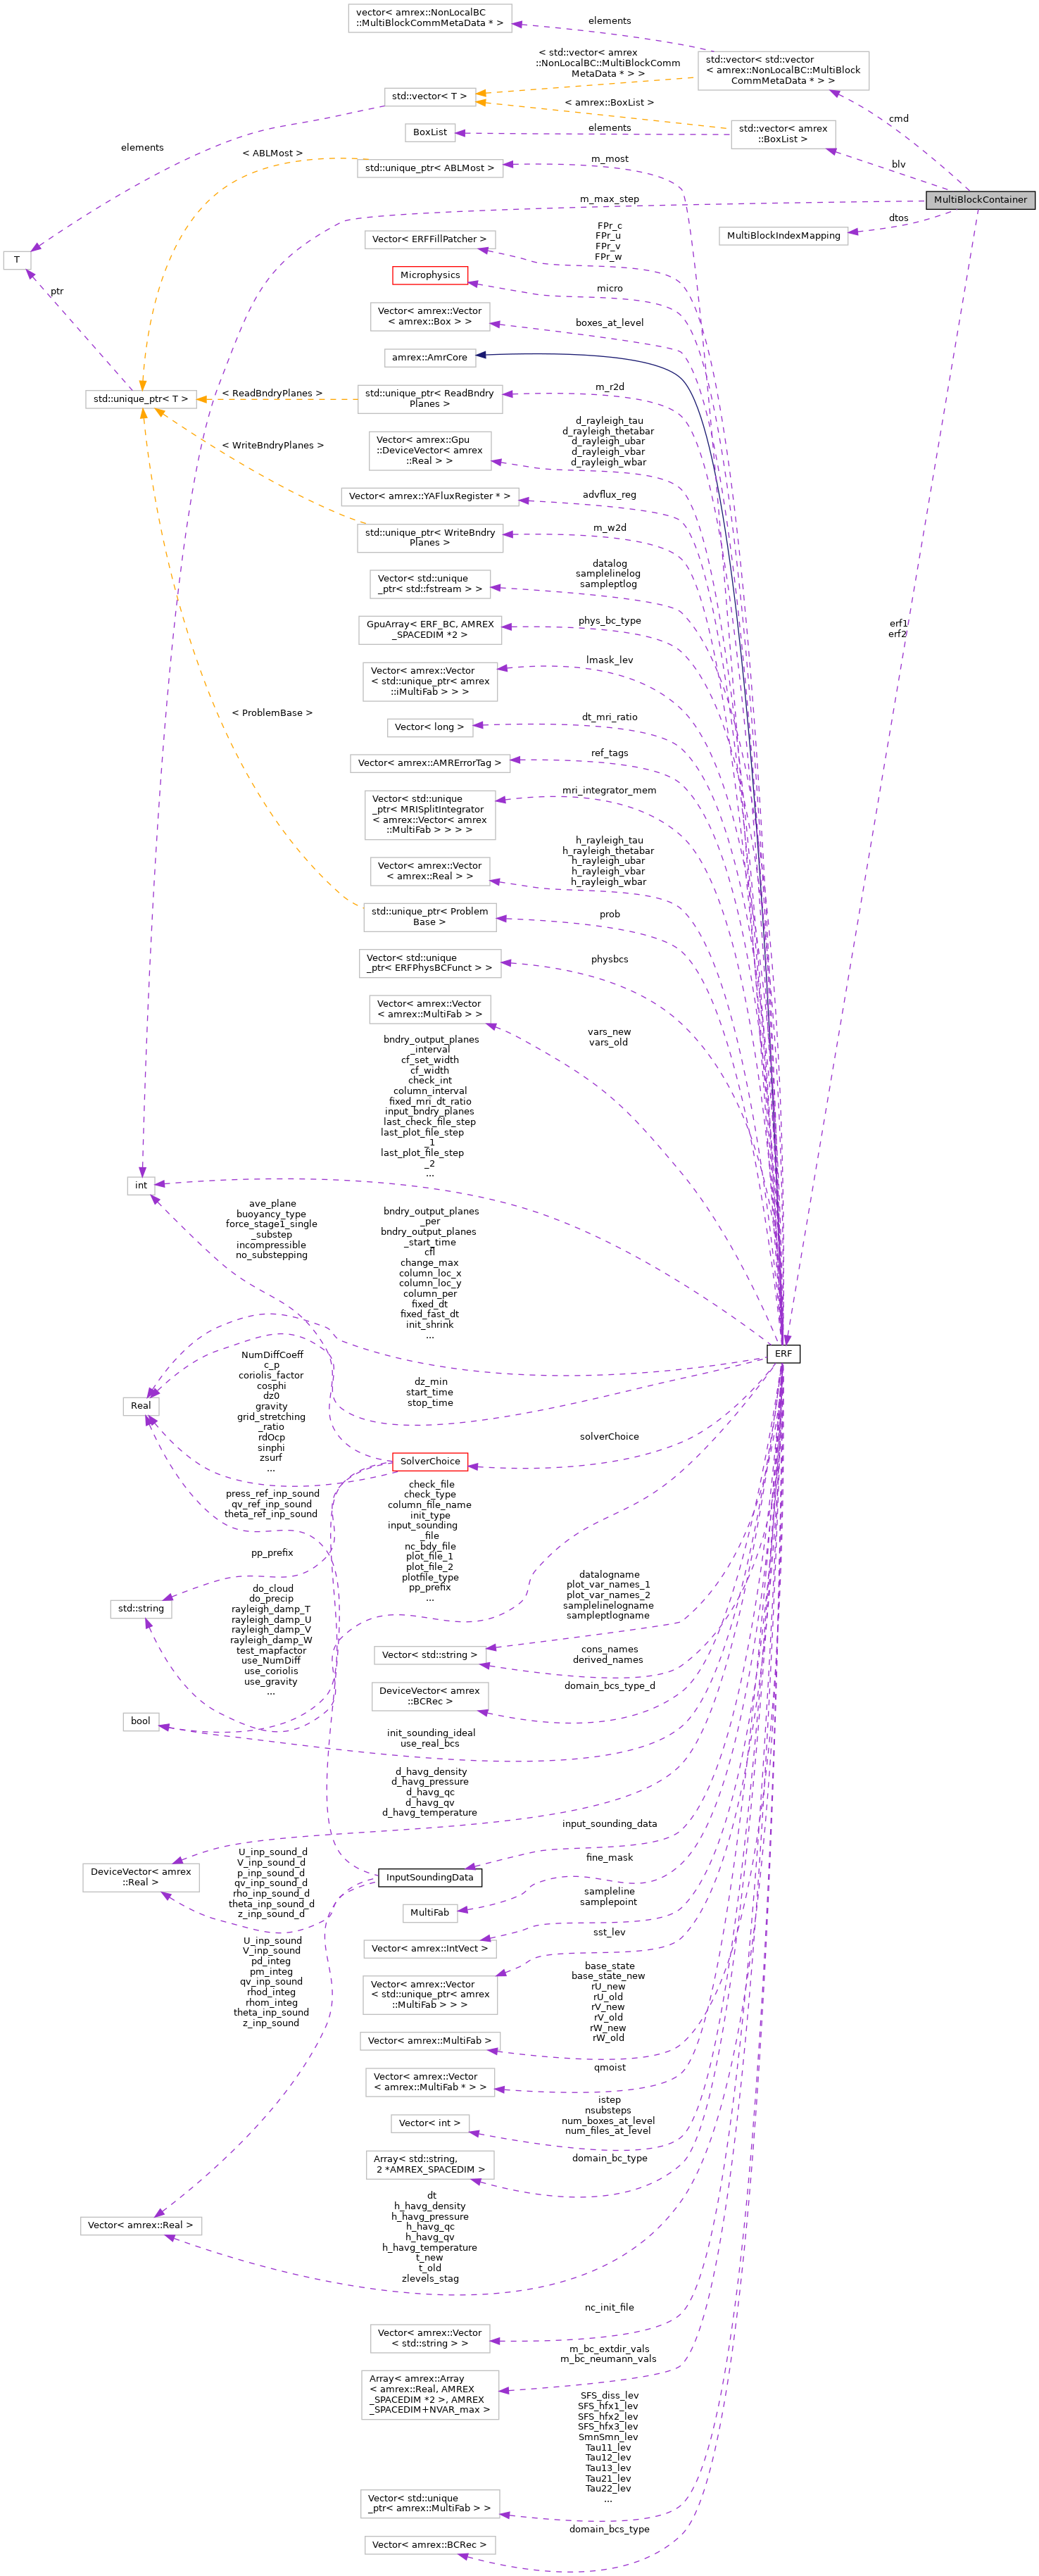 vector< amrex::NonLocalBC
::MultiBlockCommMetaData * >
elements
std::vector< std::vector
< amrex::NonLocalBC::MultiBlock
CommMetaData * > >
< std::vector< amrex
::NonLocalBC::MultiBlockComm
MetaData * > >
std::vector< T >
< amrex::BoxList >
cmd
BoxList
elements
std::vector< amrex
::BoxList >
elements
< ABLMost >
std::unique_ptr< ABLMost >
m_most
blv
m_max_step
MultiBlockContainer
dtos
MultiBlockIndexMapping
Vector< ERFFillPatcher >
FPr_c
FPr_u
FPr_v
FPr_w
T
Microphysics
micro
ptr
Vector< amrex::Vector
< amrex::Box > >
boxes_at_level
amrex::AmrCore
std::unique_ptr< T >
< ReadBndryPlanes >
std::unique_ptr< ReadBndry
Planes >
m_r2d
< WriteBndryPlanes >
Vector< amrex::Gpu
::DeviceVector< amrex
::Real > >
d_rayleigh_tau
d_rayleigh_thetabar
d_rayleigh_ubar
d_rayleigh_vbar
d_rayleigh_wbar
Vector< amrex::YAFluxRegister * >
advflux_reg
std::unique_ptr< WriteBndry
Planes >
m_w2d
Vector< std::unique
_ptr< std::fstream > >
datalog
samplelinelog
sampleptlog
GpuArray< ERF_BC, AMREX
_SPACEDIM *2 >
phys_bc_type
erf1
erf2
Vector< amrex::Vector
< std::unique_ptr< amrex
::iMultiFab > > >
lmask_lev
< ProblemBase >
Vector< long >
dt_mri_ratio
Vector< amrex::AMRErrorTag >
ref_tags
Vector< std::unique
_ptr< MRISplitIntegrator
< amrex::Vector< amrex
::MultiFab > > > >
mri_integrator_mem
Vector< amrex::Vector
< amrex::Real > >
h_rayleigh_tau
h_rayleigh_thetabar
h_rayleigh_ubar
h_rayleigh_vbar
h_rayleigh_wbar
std::unique_ptr< Problem
Base >
prob
Vector< std::unique
_ptr< ERFPhysBCFunct > >
physbcs
Vector< amrex::Vector
< amrex::MultiFab > >
vars_new
vars_old
bndry_output_planes
_interval
cf_set_width
cf_width
check_int
column_interval
fixed_mri_dt_ratio
input_bndry_planes
last_check_file_step
last_plot_file_step
_1
last_plot_file_step
_2
...
int
ave_plane
buoyancy_type
force_stage1_single
_substep
incompressible
no_substepping
bndry_output_planes
_per
bndry_output_planes
_start_time
cfl
change_max
column_loc_x
column_loc_y
column_per
fixed_dt
fixed_fast_dt
init_shrink
...
ERF
Real
NumDiffCoeff
c_p
coriolis_factor
cosphi
dz0
gravity
grid_stretching
_ratio
rdOcp
sinphi
zsurf
...
dz_min
start_time
stop_time
SolverChoice
solverChoice
press_ref_inp_sound
qv_ref_inp_sound
theta_ref_inp_sound
check_file
check_type
column_file_name
init_type
input_sounding
_file
nc_bdy_file
plot_file_1
plot_file_2
plotfile_type
pp_prefix
...
pp_prefix
std::string
do_cloud
do_precip
rayleigh_damp_T
rayleigh_damp_U
rayleigh_damp_V
rayleigh_damp_W
test_mapfactor
use_NumDiff
use_coriolis
use_gravity
...
datalogname
plot_var_names_1
plot_var_names_2
samplelinelogname
sampleptlogname
Vector< std::string >
cons_names
derived_names
DeviceVector< amrex
::BCRec >
domain_bcs_type_d
bool
init_sounding_ideal
use_real_bcs
d_havg_density
d_havg_pressure
d_havg_qc
d_havg_qv
d_havg_temperature
input_sounding_data
DeviceVector< amrex
::Real >
U_inp_sound_d
V_inp_sound_d
p_inp_sound_d
qv_inp_sound_d
rho_inp_sound_d
theta_inp_sound_d
z_inp_sound_d
InputSoundingData
fine_mask
MultiFab
sampleline
samplepoint
Vector< amrex::IntVect >
U_inp_sound
V_inp_sound
pd_integ
pm_integ
qv_inp_sound
rhod_integ
rhom_integ
theta_inp_sound
z_inp_sound
sst_lev
Vector< amrex::Vector
< std::unique_ptr< amrex
::MultiFab > > >
base_state
base_state_new
rU_new
rU_old
rV_new
rV_old
rW_new
rW_old
Vector< amrex::MultiFab >
Vector< amrex::Vector
< amrex::MultiFab * > >
qmoist
Vector< int >
istep
nsubsteps
num_boxes_at_level
num_files_at_level
Array< std::string,
2 *AMREX_SPACEDIM >
domain_bc_type
Vector< amrex::Real >
dt
h_havg_density
h_havg_pressure
h_havg_qc
h_havg_qv
h_havg_temperature
t_new
t_old
zlevels_stag
nc_init_file
Vector< amrex::Vector
< std::string > >
m_bc_extdir_vals
m_bc_neumann_vals
Array< amrex::Array
< amrex::Real, AMREX
_SPACEDIM *2 >, AMREX
_SPACEDIM+NVAR_max >
SFS_diss_lev
SFS_hfx1_lev
SFS_hfx2_lev
SFS_hfx3_lev
SmnSmn_lev
Tau11_lev
Tau12_lev
Tau13_lev
Tau21_lev
Tau22_lev
...
Vector< std::unique
_ptr< amrex::MultiFab > >
domain_bcs_type
Vector< amrex::BCRec >